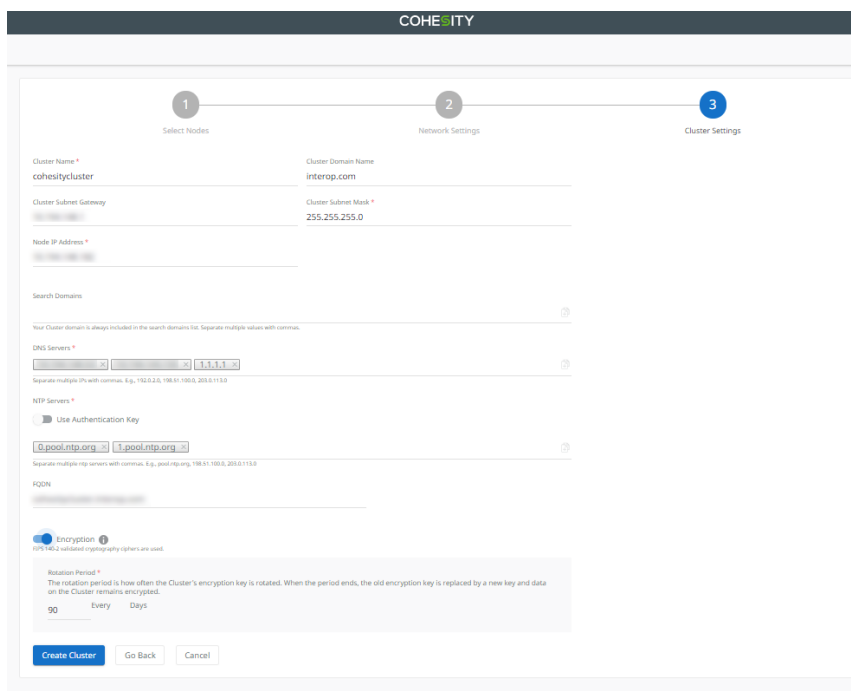 COHESITY
1 2 3
Select Nodes Network Settings Cluster Settings
Cluster Name * Cluster Domain Name
cohesitycluster interop.com
Cluster Subnet Gateway Cluster Subnet Mask *
255.255.255.0
Node IP Address *
Search Domains
Your Cluster domain is always included in the search domains list. Separate multiple values with commas.
DNS Servers *
1.1.1.1 ×
Separate multiple IPs with commas. E.g., 192.0.2.0, 198.51.100.0, 203.0.113.0
NTP Servers *
Use Authentication Key
0.pool.ntp.org × 1.pool.ntp.org ×
Separate multiple ntp servers with commas. E.g., pool.ntp.org, 198.51.100.0, 203.0.113.0
FQDN
Encryption
FIPS 140-2 validated cryptography ciphers are used.
Rotation Period *
The rotation period is how often the Cluster's encryption key is rotated. When the period ends, the old encryption key is replaced by a new key and data
on the Cluster remains encrypted.
90 Every Days
Create Cluster Go Back Cancel